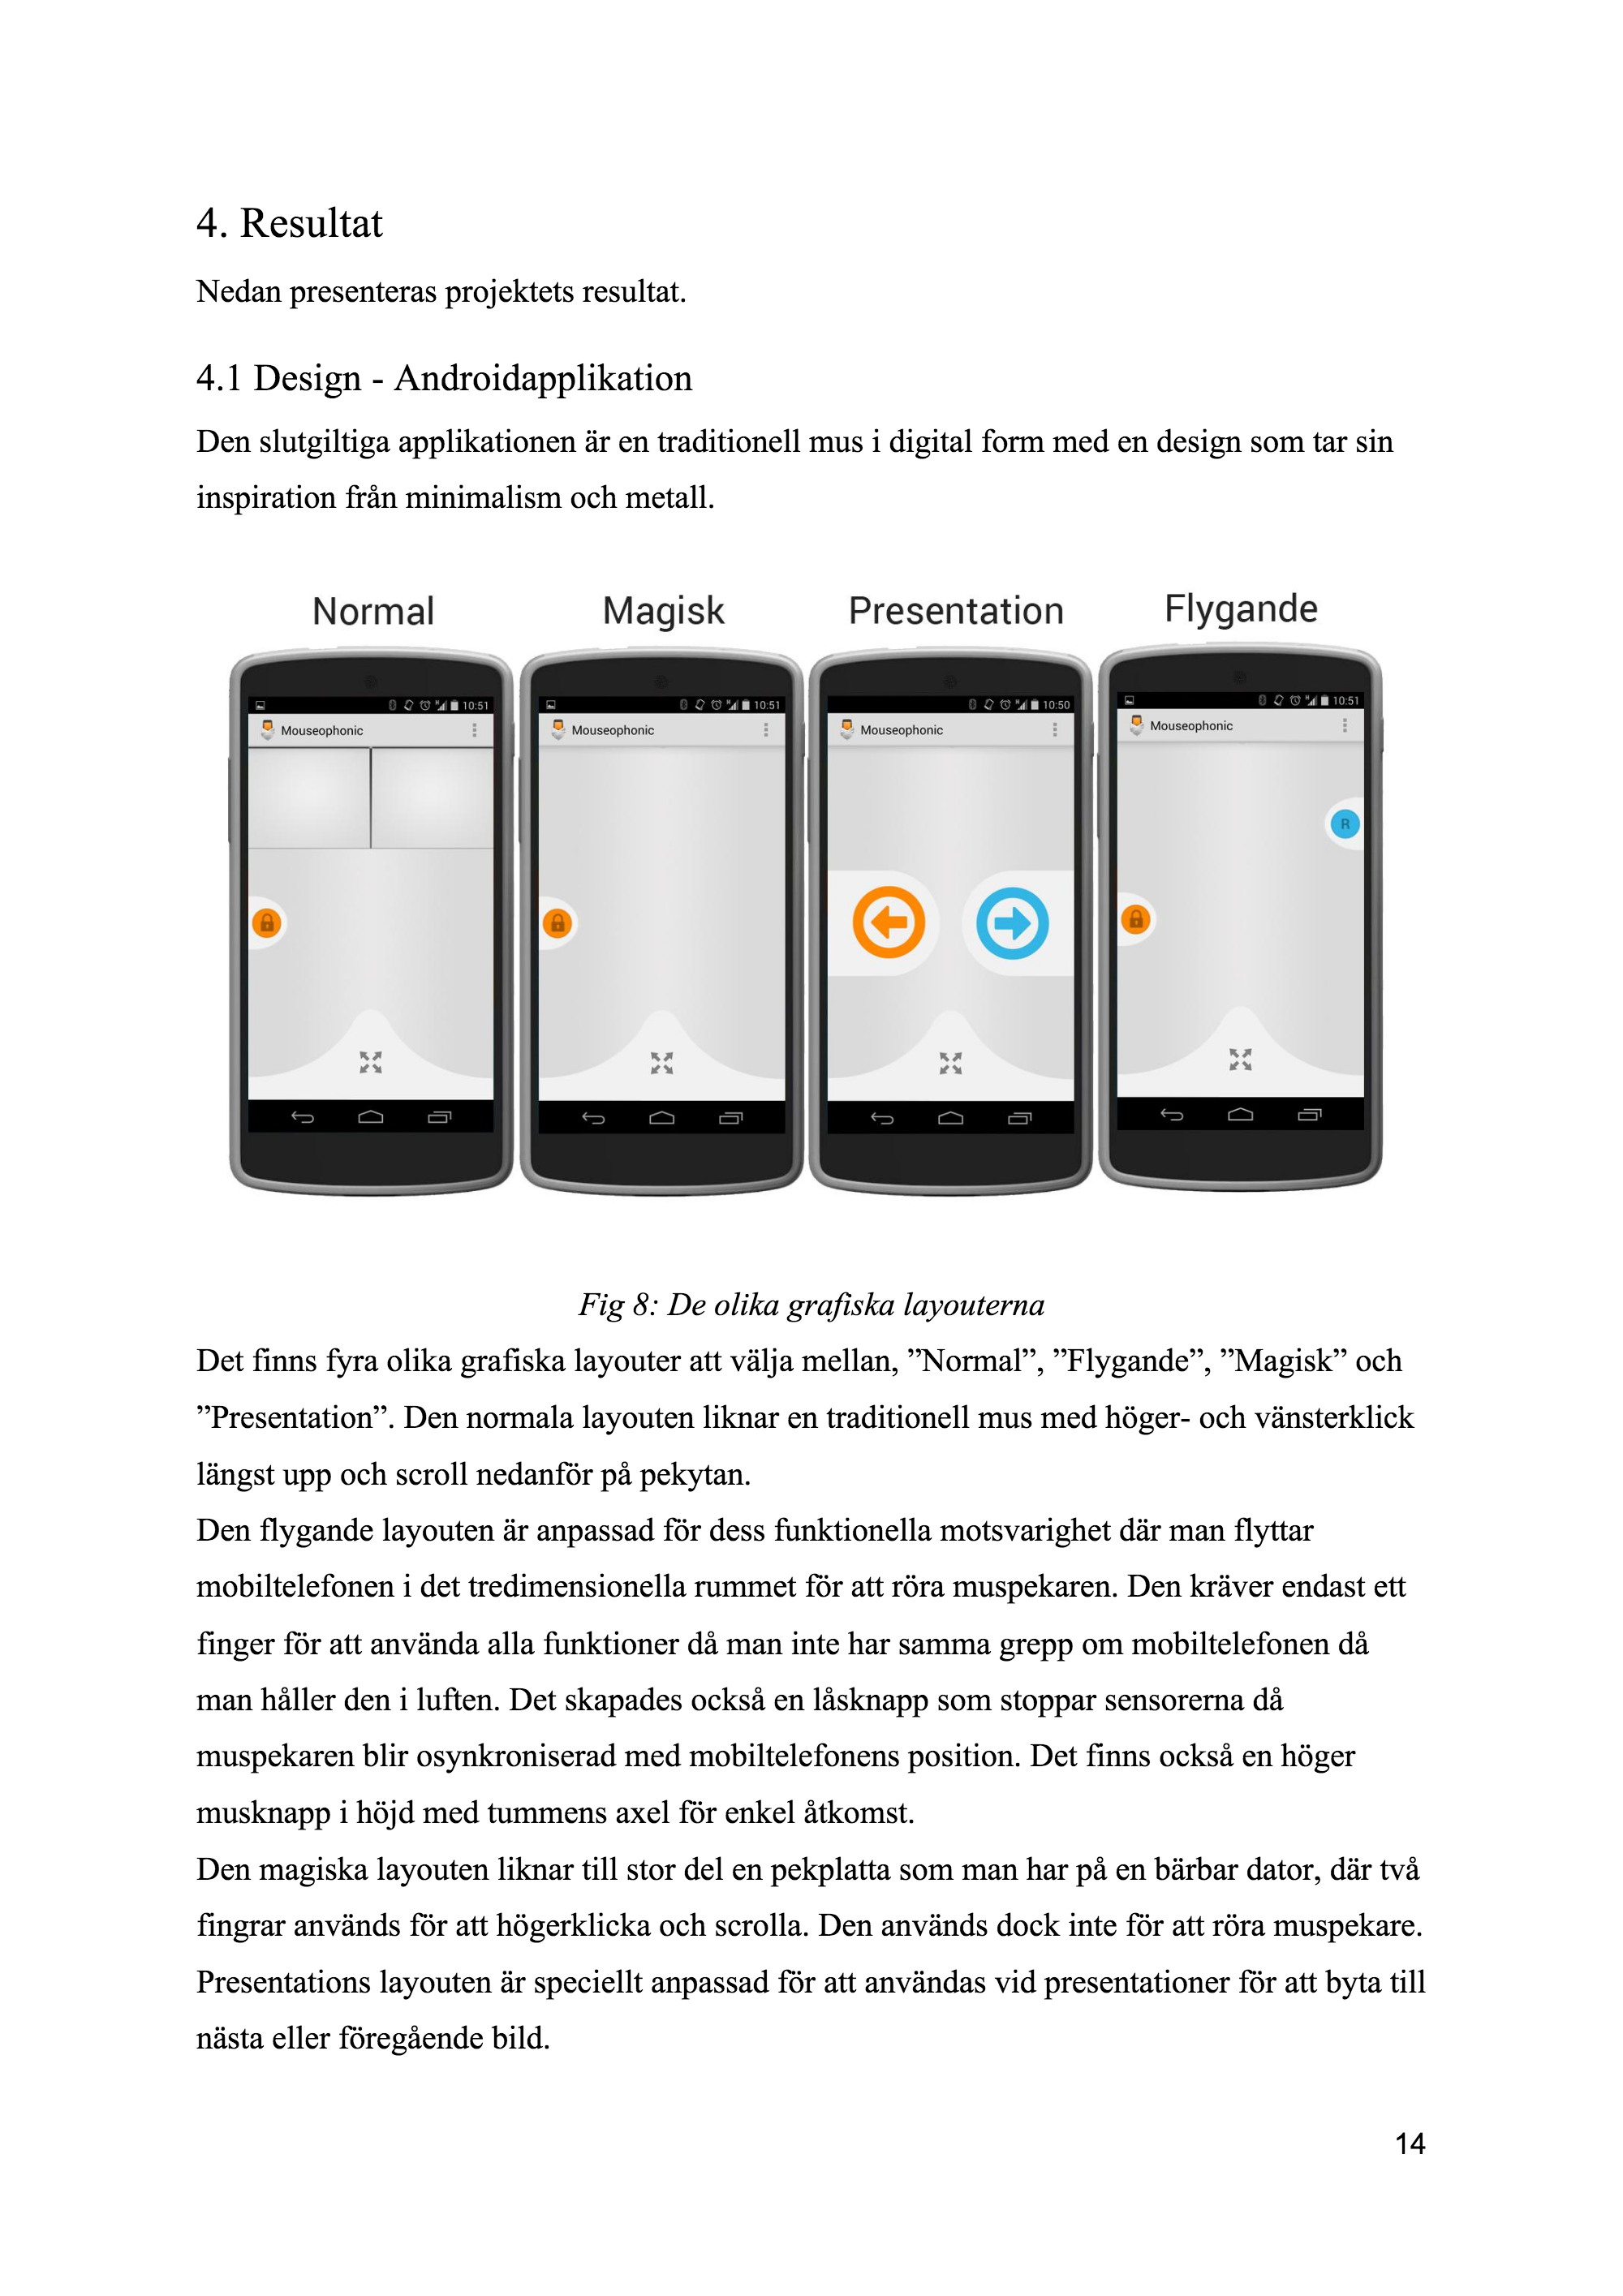 4. Resultat
Nedan presenteras projektets resultat.
4.1 Design - Androidapplikation
Den slutgiltiga applikationen är en traditionell mus i digital form med en design som tar sin
inspiration från minimalism och metall.
Normal
Magisk
Presentation
Flygande
10:51
Mouseophonic
10:51
Mouseophonic
10:50
Mouseophonic
10:51
Mouseophonic
R
Fig 8: De olika grafiska layouterna
Det finns fyra olika grafiska layouter att välja mellan, ”Normal”, ”Flygande”, ”Magisk” och
”Presentation”. Den normala layouten liknar en traditionell mus med höger- och vänsterklick
längst upp och scroll nedanför på pekytan.
Den flygande layouten är anpassad för dess funktionella motsvarighet där man flyttar
mobiltelefonen i det tredimensionella rummet för att röra muspekaren. Den kräver endast ett
finger för att använda alla funktioner då man inte har samma grepp om mobiltelefonen då
man håller den i luften. Det skapades också en låsknapp som stoppar sensorerna då
muspekaren blir osynkroniserad med mobiltelefonens position. Det finns också en höger
musknapp i höjd med tummens axel för enkel åtkomst.
Den magiska layouten liknar till stor del en pekplatta som man har på en bärbar dator, där två
fingrar används för att högerklicka och scrolla. Den används dock inte för att röra muspekare.
Presentations layouten är speciellt anpassad för att användas vid presentationer för att byta till
nästa eller föregående bild.
14